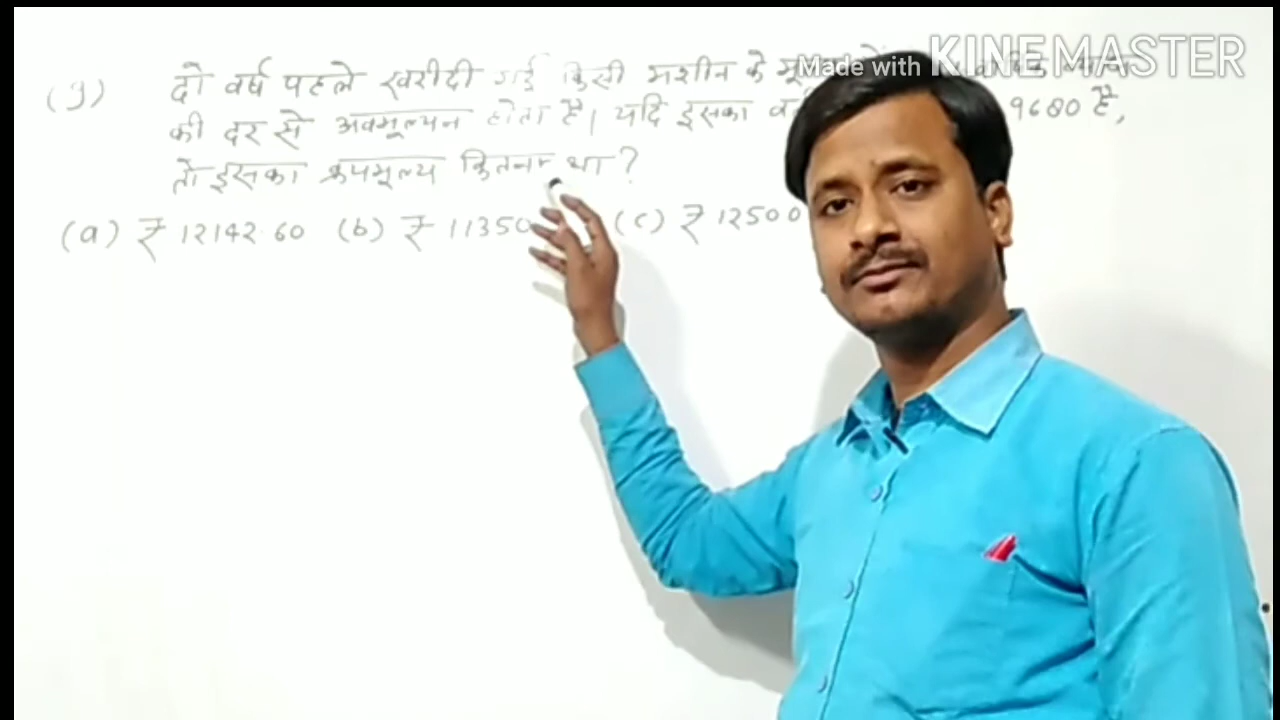 Made with KINEMASTER
(9) दो वर्ष पहले खरीदी गई किसी मशीन के
की दर से अवमूल्यन होता है। यदि इसका 9680 है,
तो इसका क्रयमूल्य कितना था?
(a) ₹ 12142.60 (b) ₹ 11350 (c) ₹ 12500